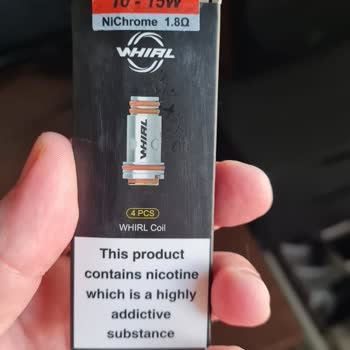 10 - 15W
NiChrome 1.8Ω
WHIRL
WHIRL
4 PCS
WHIRL Coil
This product
contains nicotine
which is a highly
addictive
substance